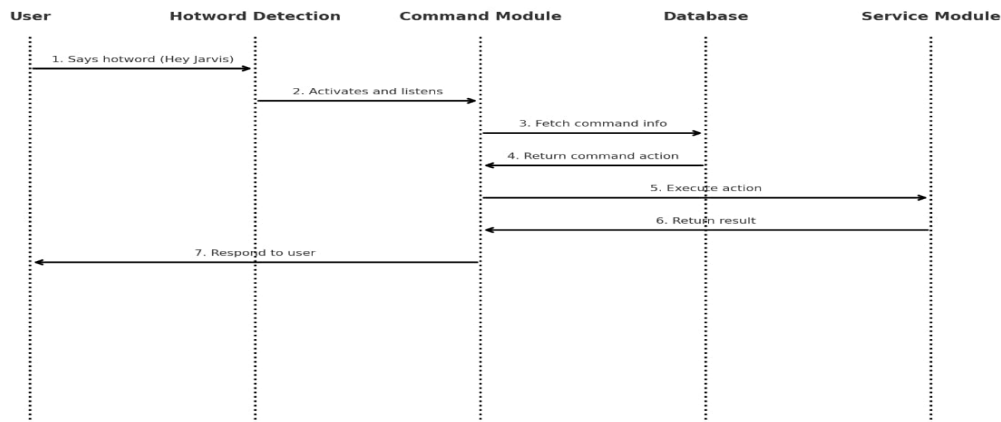 User Hotword Detection Command Module Database Service Module
1. Says hotword (Hey Jarvis)
2. Activates and listens
3. Fetch command info
4. Return command action
5. Execute action
6. Return result
7. Respond to user